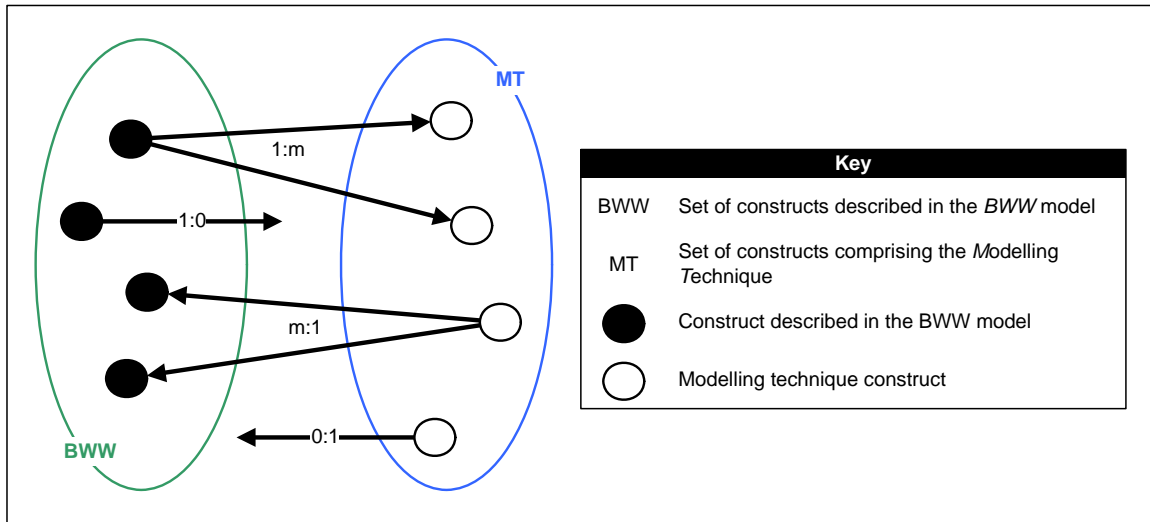 MT
1:m
1:0
m:1
0:1
BWW
Key
BWW Set of constructs described in the BWW model
MT Set of constructs comprising the Modelling
Technique
Construct described in the BWW model
Modelling technique construct